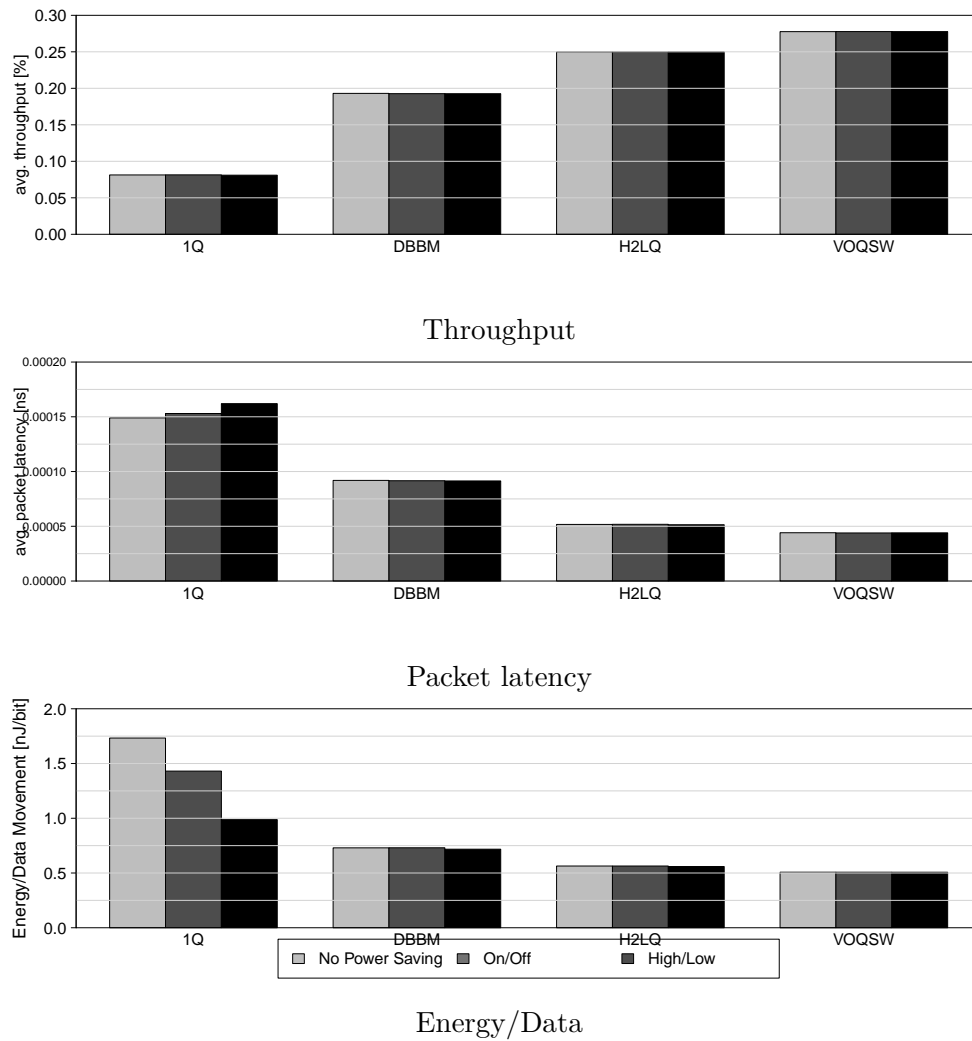 0.30
0.25
0.20
0.15
0.10
0.05
0.00
avg. throughput [%]
1Q DBBM H2LQ VOQSW
Throughput
0.00020
0.00015
0.00010
0.00005
0.00000
avg. packet latency [ns]
1Q DBBM H2LQ VOQSW
Packet latency
2.0
1.5
1.0
0.5
0.0
Energy/Data Movement [nJ/bit]
1Q DBBM H2LQ VOQSW
No Power Saving On/Off High/Low
Energy/Data